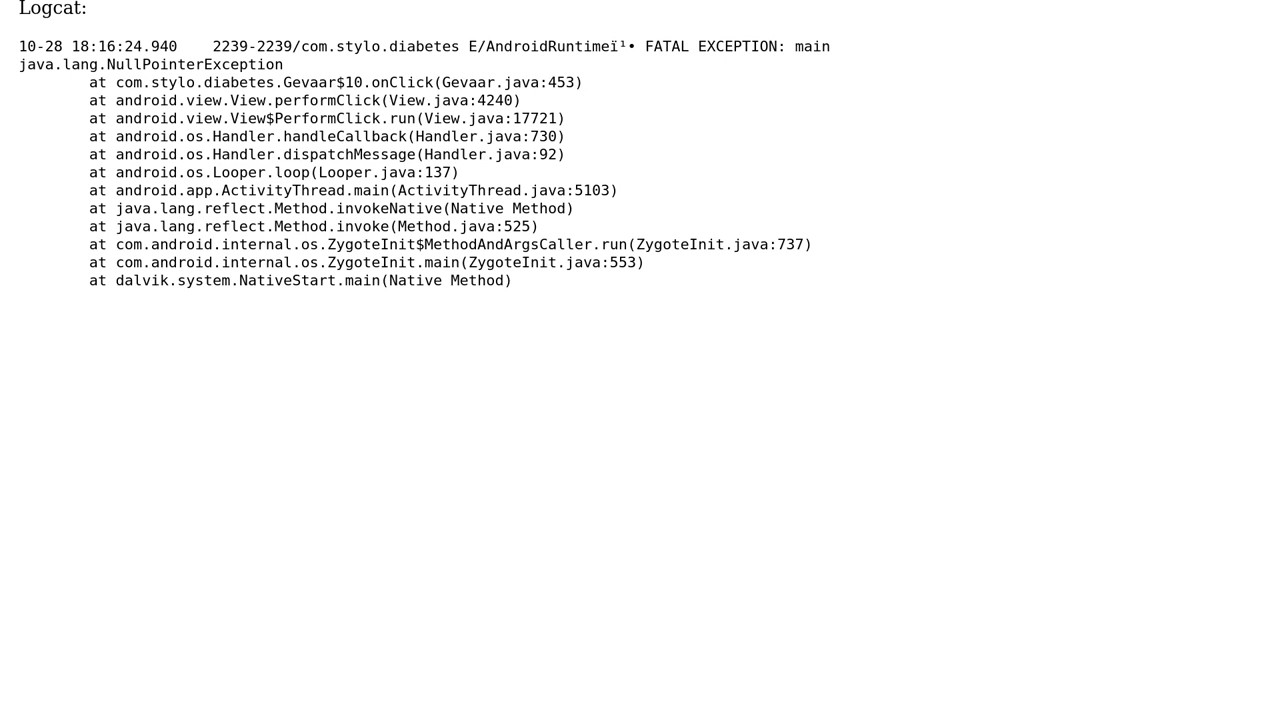 Logcat:
10-28 18:16:24.940    2239-2239/com.stylo.diabetes E/AndroidRuntimeï¹• FATAL EXCEPTION: main
java.lang.NullPointerException
        at com.stylo.diabetes.Gevaar$10.onClick(Gevaar.java:453)
        at android.view.View.performClick(View.java:4240)
        at android.view.View$PerformClick.run(View.java:17721)
        at android.os.Handler.handleCallback(Handler.java:730)
        at android.os.Handler.dispatchMessage(Handler.java:92)
        at android.os.Looper.loop(Looper.java:137)
        at android.app.ActivityThread.main(ActivityThread.java:5103)
        at java.lang.reflect.Method.invokeNative(Native Method)
        at java.lang.reflect.Method.invoke(Method.java:525)
        at com.android.internal.os.ZygoteInit$MethodAndArgsCaller.run(ZygoteInit.java:737)
        at com.android.internal.os.ZygoteInit.main(ZygoteInit.java:553)
        at dalvik.system.NativeStart.main(Native Method)